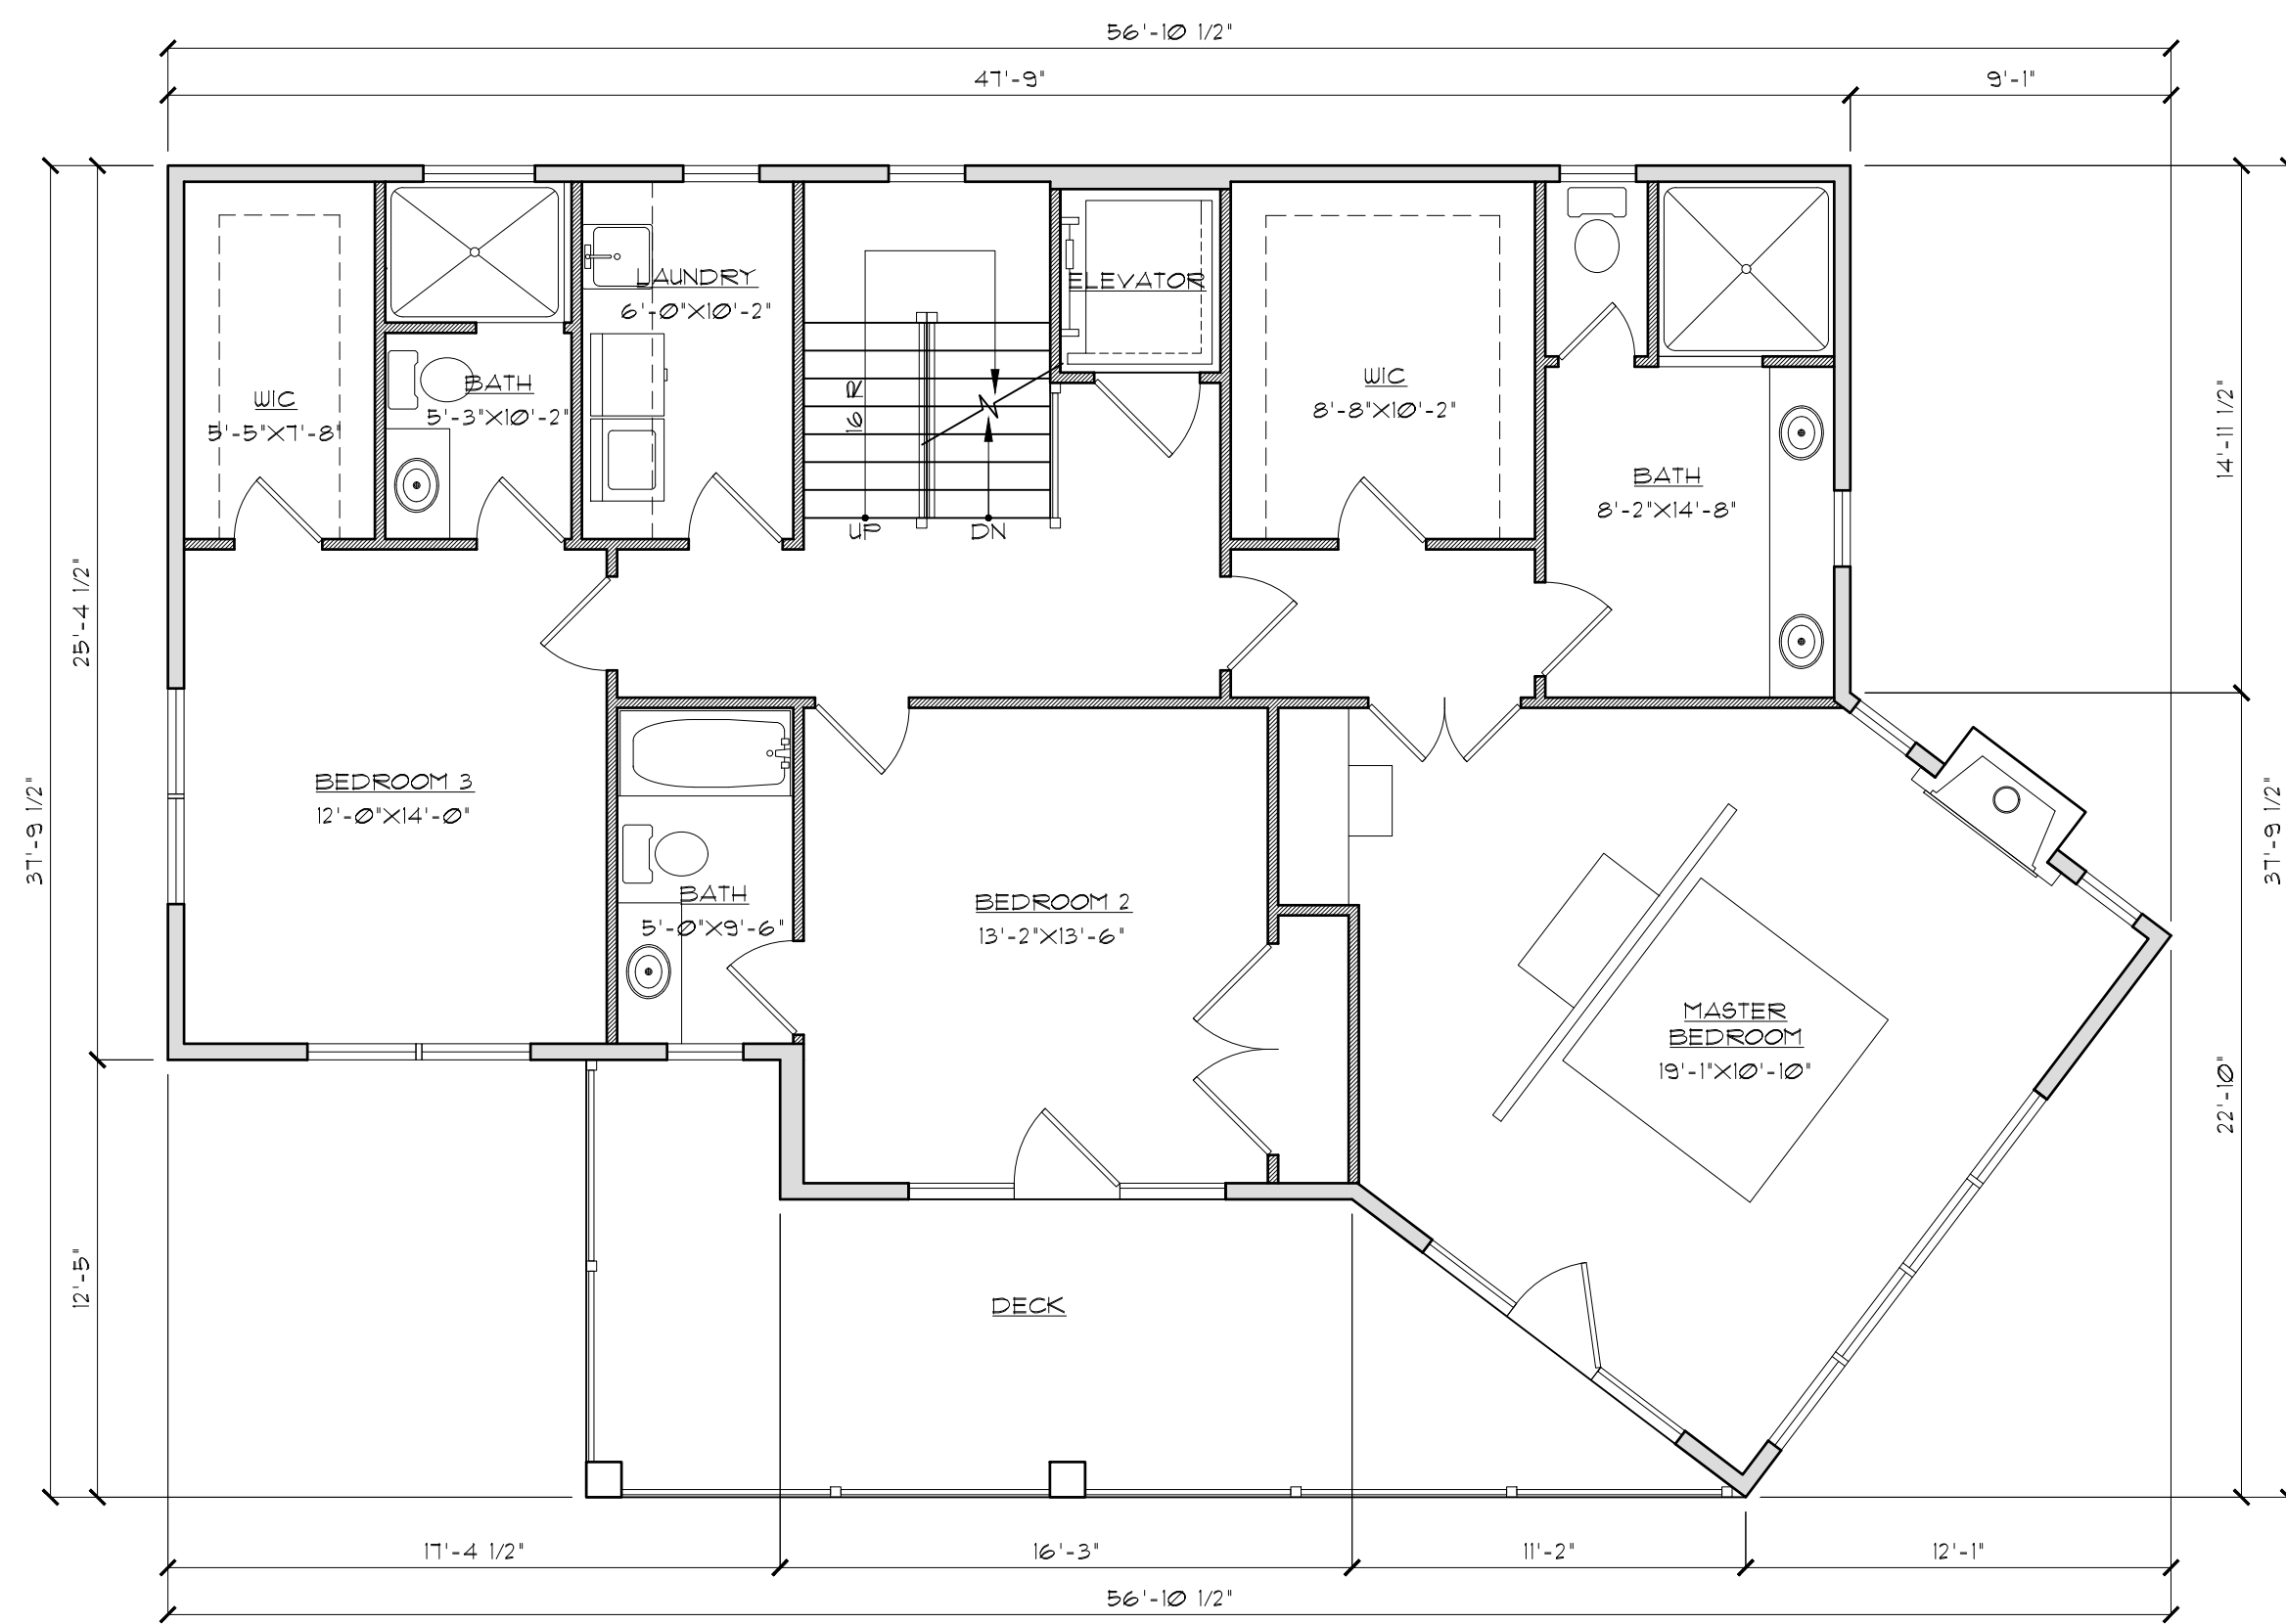 56'-10 1/2"
47'-9"
9'-1"
LAUNDRY
6'-0"X10'-2"
ELEVATOR
WIC
5'-5"X7'-8"
BATH
5'-3"X10'-2"
16 R
UP
DN
WIC
8'-8"X10'-2"
BATH
8'-2"X14'-8"
14'-11 1/2"
25'-4 1/2"
37'-9 1/2"
37'-9 1/2"
BEDROOM 3
12'-0"X14'-0"
BATH
5'-0"X9'-6"
BEDROOM 2
13'-2"X13'-6"
MASTER
BEDROOM
19'-1"X10'-10"
22'-10"
12'-5"
DECK
17'-4 1/2"
16'-3"
11'-2"
12'-1"
56'-10 1/2"